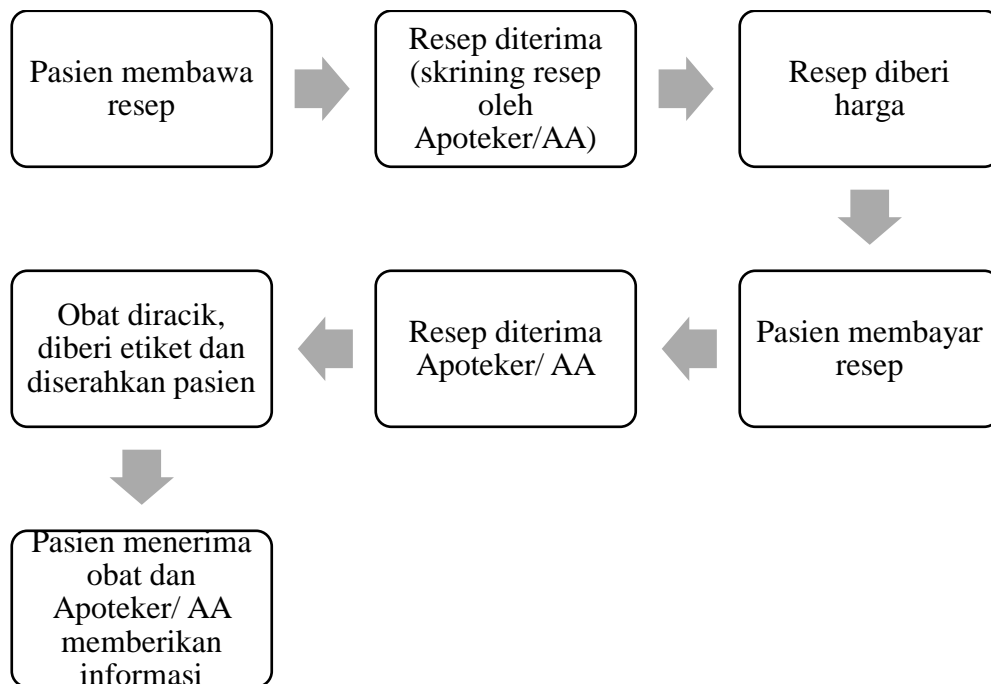 Pasien membawa
resep
Resep diterima
(skrining resep
oleh
Apoteker/AA)
Resep diberi
harga
Pasien membayar
resep
Resep diterima
Apoteker/ AA
Obat diracik,
diberi etiket dan
diserahkan pasien
Pasien menerima
obat dan
Apoteker/ AA
memberikan
informasi